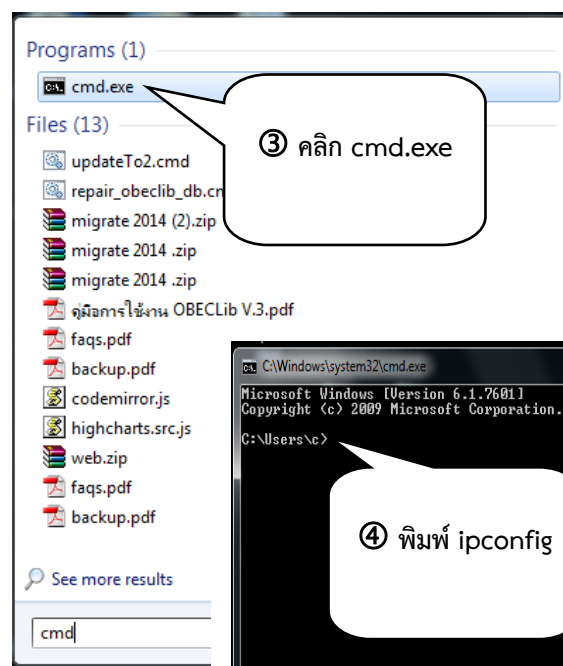 Programs (1)
cmd.exe
③ คลิก cmd.exe
Files (13)
updateTo2.cmd
repair_obeclib_db.cm
migrate 2014 (2).zip
migrate 2014 .zip
migrate 2014 .zip
คู่มือการใช้งาน OBECLib V.3.pdf
faqs.pdf
backup.pdf
codemirror.js
highcharts.src.js
web.zip
faqs.pdf
backup.pdf
See more results
cmd
C:\Windows\system32\cmd.exe
Microsoft Windows [Version 6.1.7601]
Copyright (c) 2009 Microsoft Corporation.
C:\Users\c>
④ พิมพ์ ipconfig